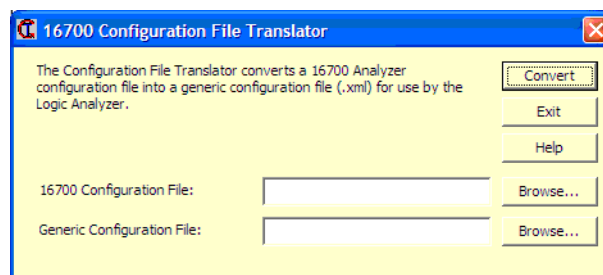 16700 Configuration File Translator
The Configuration File Translator converts a 16700 Analyzer
configuration file into a generic configuration file (.xml) for use by the
Logic Analyzer.
Convert
Exit
Help
16700 Configuration File:
Browse...
Generic Configuration File:
Browse...